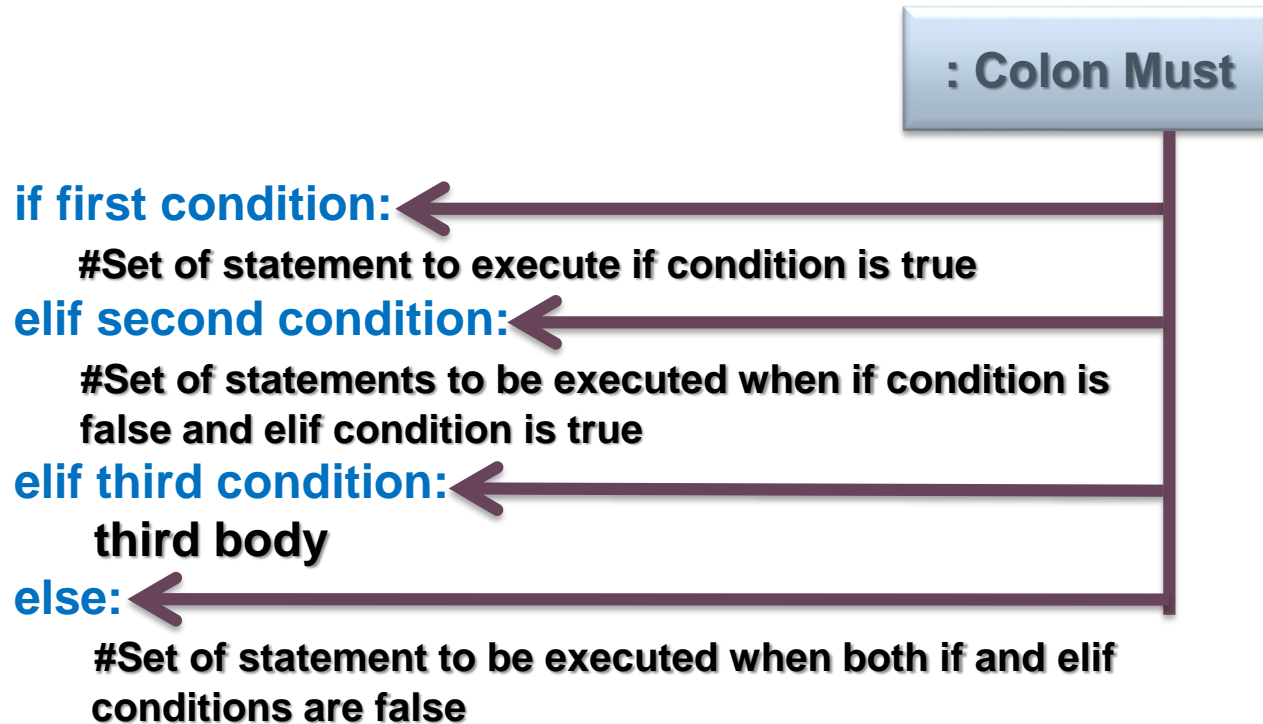 : Colon Must
if first condition:
#Set of statement to execute if condition is true
elif second condition:
#Set of statements to be executed when if condition is
false and elif condition is true
elif third condition:
third body
else:
#Set of statement to be executed when both if and elif
conditions are false